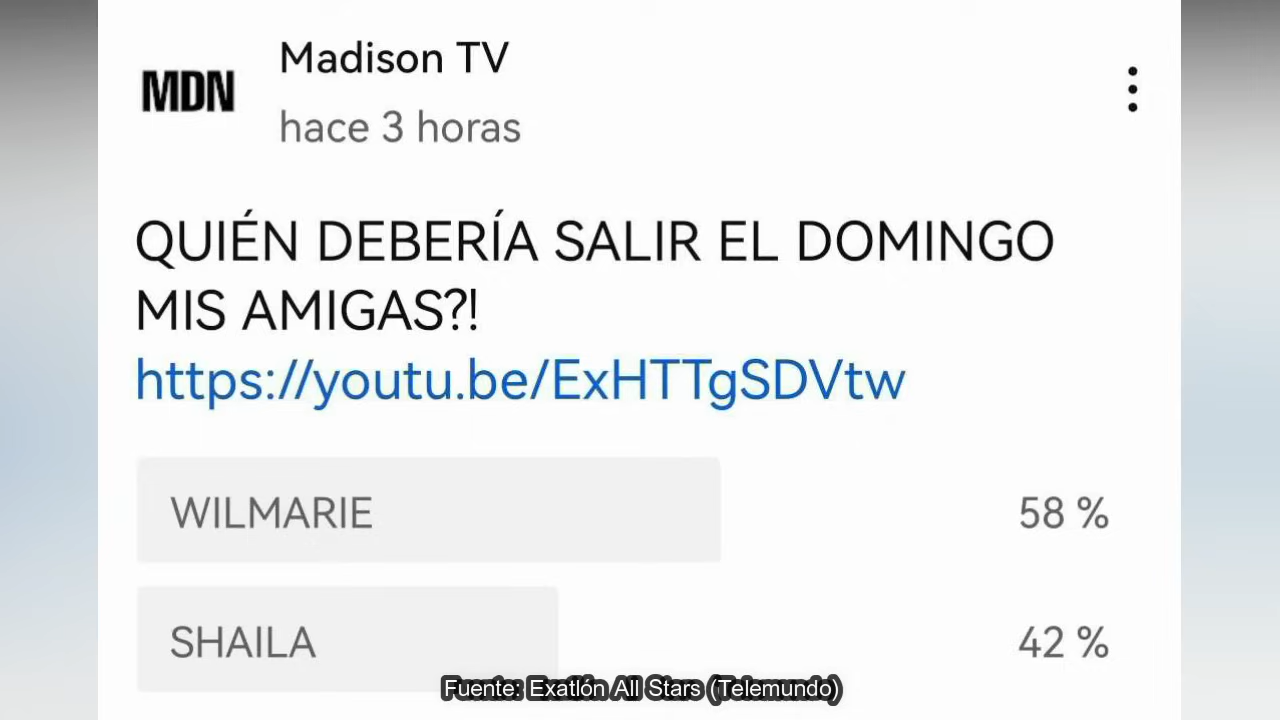 MDN
Madison TV
hace 3 horas
QUIÉN DEBERÍA SALIR EL DOMINGO
MIS AMIGAS?!
https://youtu.be/ExHTTgSDVtw
WILMARIE 58 %
SHAILA 42 %
Fuente: Exatlón All Stars (Telemundo)